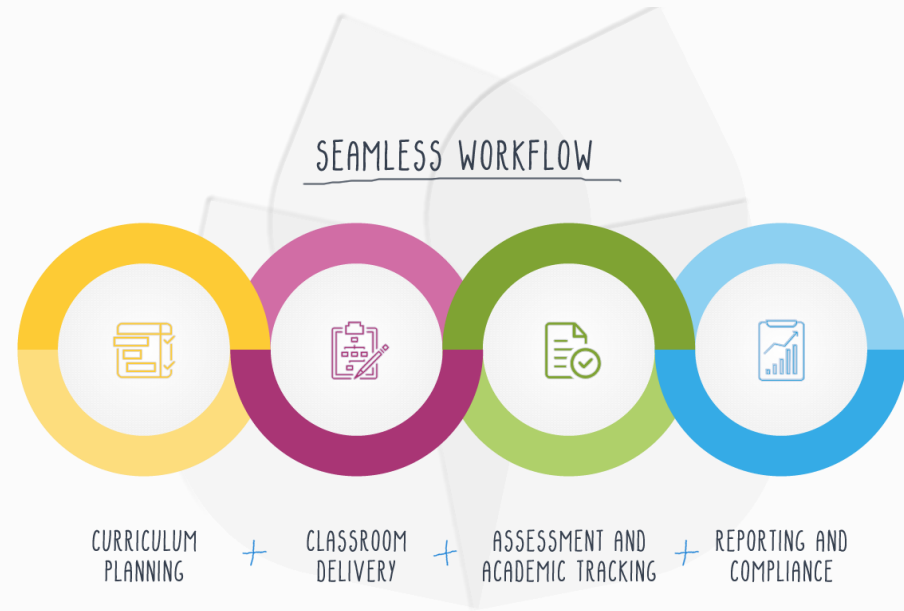 SEAMLESS WORKFLOW
CURRICULUM
PLANNING
+
CLASSROOM
DELIVERY
+
ASSESSMENT AND
ACADEMIC TRACKING
+
REPORTING AND
COMPLIANCE